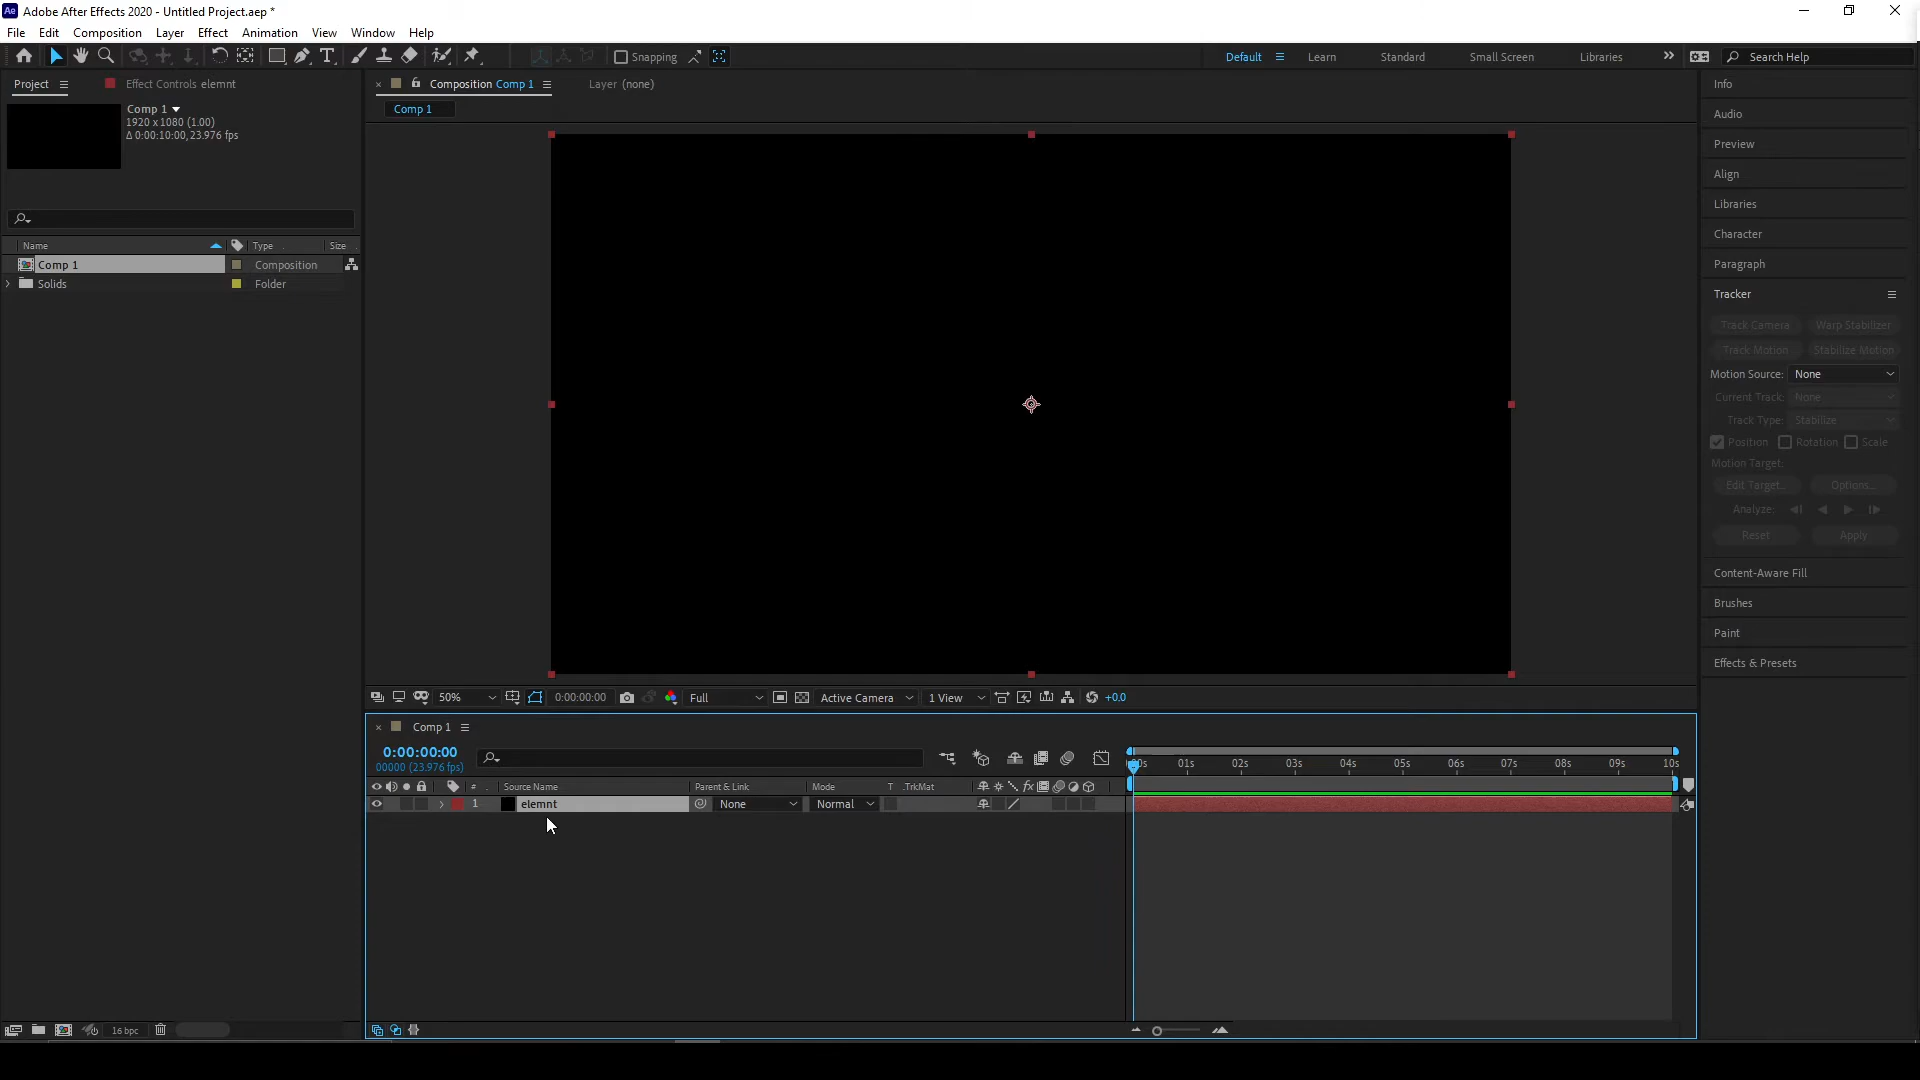 Adobe After Effects 2020 - Untitled Project.aep *
File Edit Composition Layer Effect Animation View Window Help
Snapping
Default Learn Standard Small Screen Libraries Search Help
Project Effect Controls elemnt
Composition Comp 1 Layer (none)
Comp 1
1920 x 1080 (1.00)
Δ 0:00:10:00, 23.976 fps
Comp 1
Name Type Size
Comp 1 Composition
Solids Folder
Info
Audio
Preview
Align
Libraries
Character
Paragraph
Tracker
Track Camera Warp Stabilizer
Track Motion Stabilize Motion
Motion Source: None
Current Track: None
Track Type: Stabilize
Position Rotation Scale
Motion Target:
Edit Target... Options...
Analyze:
Reset Apply
Content-Aware Fill
Brushes
Paint
Effects & Presets
50% 0:00:00:00 Full Active Camera 1 View +0.0
Comp 1
0:00:00:00
00000 (23.976 fps)
00s 01s 02s 03s 04s 05s 06s 07s 08s 09s 10s
# Source Name Parent & Link Mode T .TrkMat
1 elemnt None Normal
16 bpc